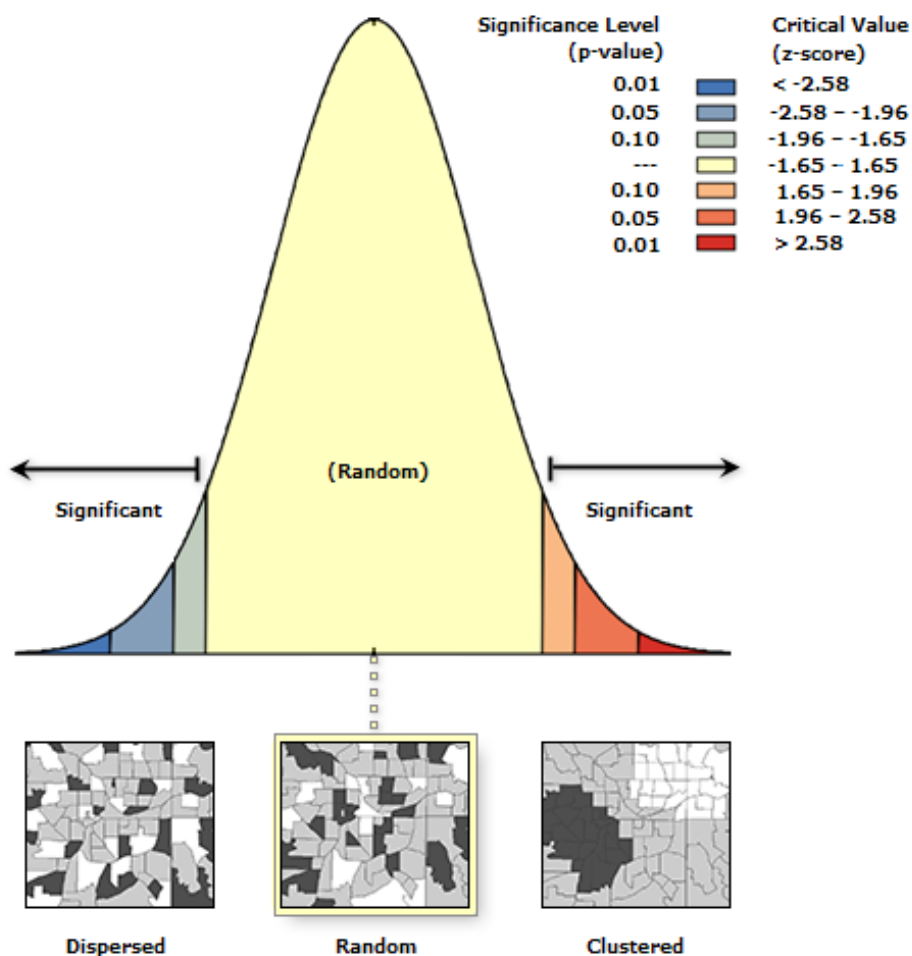 Significance Level Critical Value
(p-value) (z-score)
0.01 < -2.58
0.05 -2.58 – -1.96
0.10 -1.96 – -1.65
--- -1.65 – 1.65
0.10 1.65 – 1.96
0.05 1.96 – 2.58
0.01 > 2.58
(Random)
Significant Significant
Dispersed Random Clustered